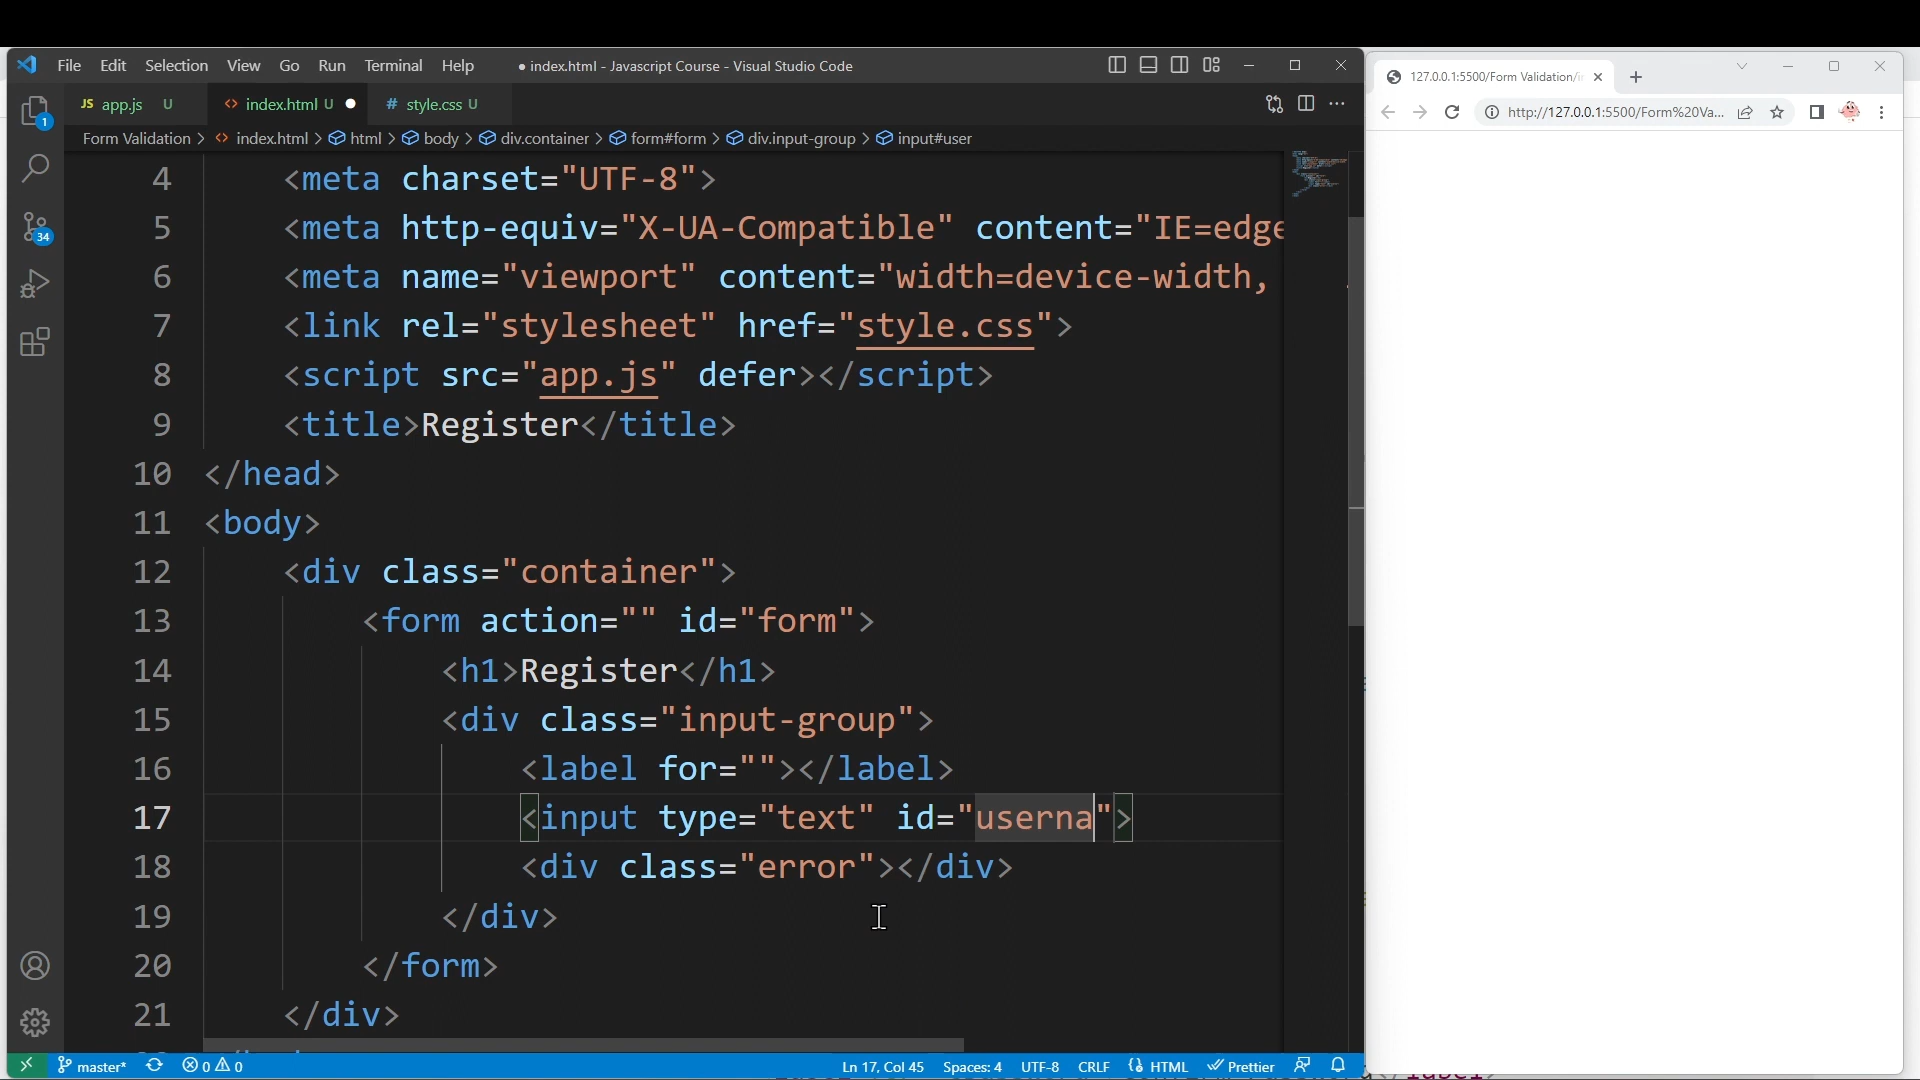 File Edit Selection View Go Run Terminal Help ● index.html - Javascript Course - Visual Studio Code
JS app.js U <> index.html U ● # style.css U
Form Validation > <> index.html > html > body > div.container > form#form > div.input-group > input#user
4 <meta charset="UTF-8">
5 <meta http-equiv="X-UA-Compatible" content="IE=edge
6 <meta name="viewport" content="width=device-width,
7 <link rel="stylesheet" href="style.css">
8 <script src="app.js" defer></script>
9 <title>Register</title>
10 </head>
11 <body>
12 <div class="container">
13 <form action="" id="form">
14 <h1>Register</h1>
15 <div class="input-group">
16 <label for=""></label>
17 <input type="text" id="userna">
18 <div class="error"></div>
19 </div>
20 </form>
21 </div>
1
34
master* 0 0 Ln 17, Col 45 Spaces: 4 UTF-8 CRLF {} HTML Prettier
127.0.0.1:5500/Form Validation/
http://127.0.0.1:5500/Form%20Va...